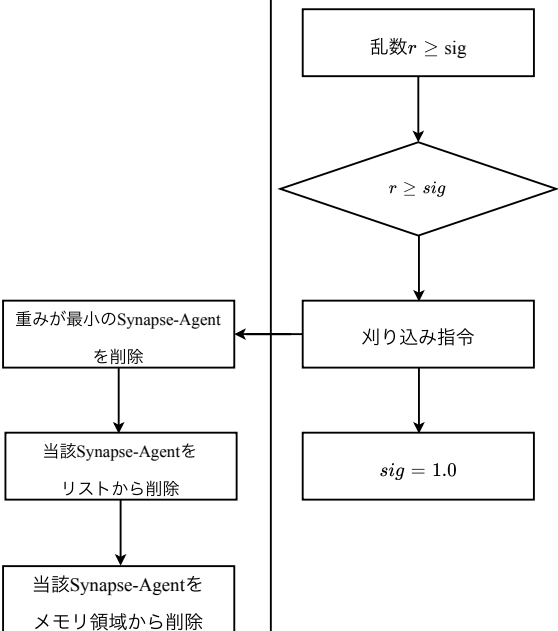 乱数r ≥ sig
r ≥ sig
刈り込み指令
sig = 1.0
重みが最小のSynapse-Agent
を削除
当該Synapse-Agentを
リストから削除
当該Synapse-Agentを
メモリ領域から削除